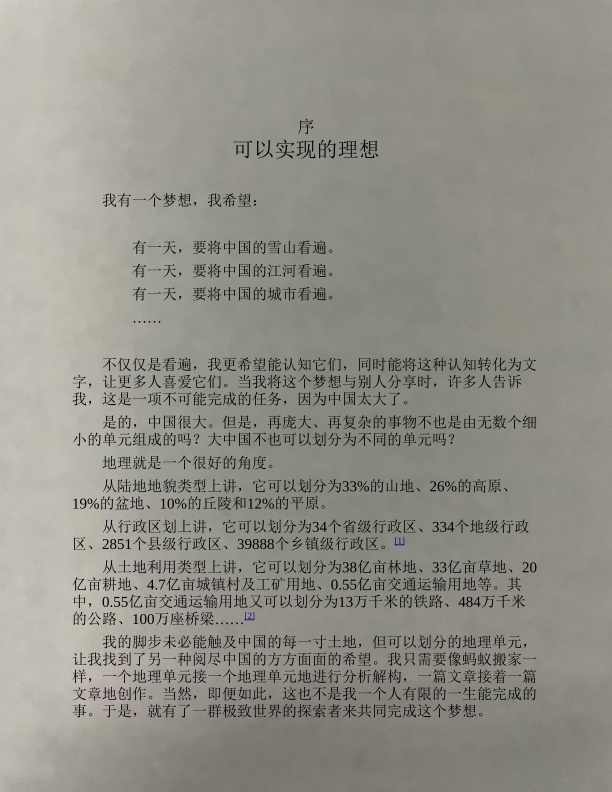 序
可以实现的理想
我有一个梦想，我希望：
有一天，要将中国的雪山看遍。
有一天，要将中国的江河看遍。
有一天，要将中国的城市看遍。
……
不仅仅是看遍，我更希望能认知它们，同时能将这种认知转化为文
字，让更多人喜爱它们。当我将这个梦想与别人分享时，许多人告诉
我，这是一项不可能完成的任务，因为中国太大了。
是的，中国很大。但是，再庞大、再复杂的事物不也是由无数个细
小的单元组成的吗？大中国不也可以划分为不同的单元吗？
地理就是一个很好的角度。
从陆地地貌类型上讲，它可以划分为33%的山地、26%的高原、
19%的盆地、10%的丘陵和12%的平原。
从行政区划上讲，它可以划分为34个省级行政区、334个地级行政
区、2851个县级行政区、39888个乡镇级行政区。[1]
从土地利用类型上讲，它可以划分为38亿亩林地、33亿亩草地、20
亿亩耕地、4.7亿亩城镇村及工矿用地、0.55亿亩交通运输用地等。其
中，0.55亿亩交通运输用地又可以划分为13万千米的铁路、484万千米
的公路、100万座桥梁……[2]
我的脚步未必能触及中国的每一寸土地，但可以划分的地理单元，
让我找到了另一种阅尽中国的方方面面的希望。我只需要像蚂蚁搬家一
样，一个地理单元接一个地理单元地进行分析解构，一篇文章接着一篇
文章地创作。当然，即便如此，这也不是我一个人有限的一生能完成的
事。于是，就有了一群极致世界的探索者来共同完成这个梦想。